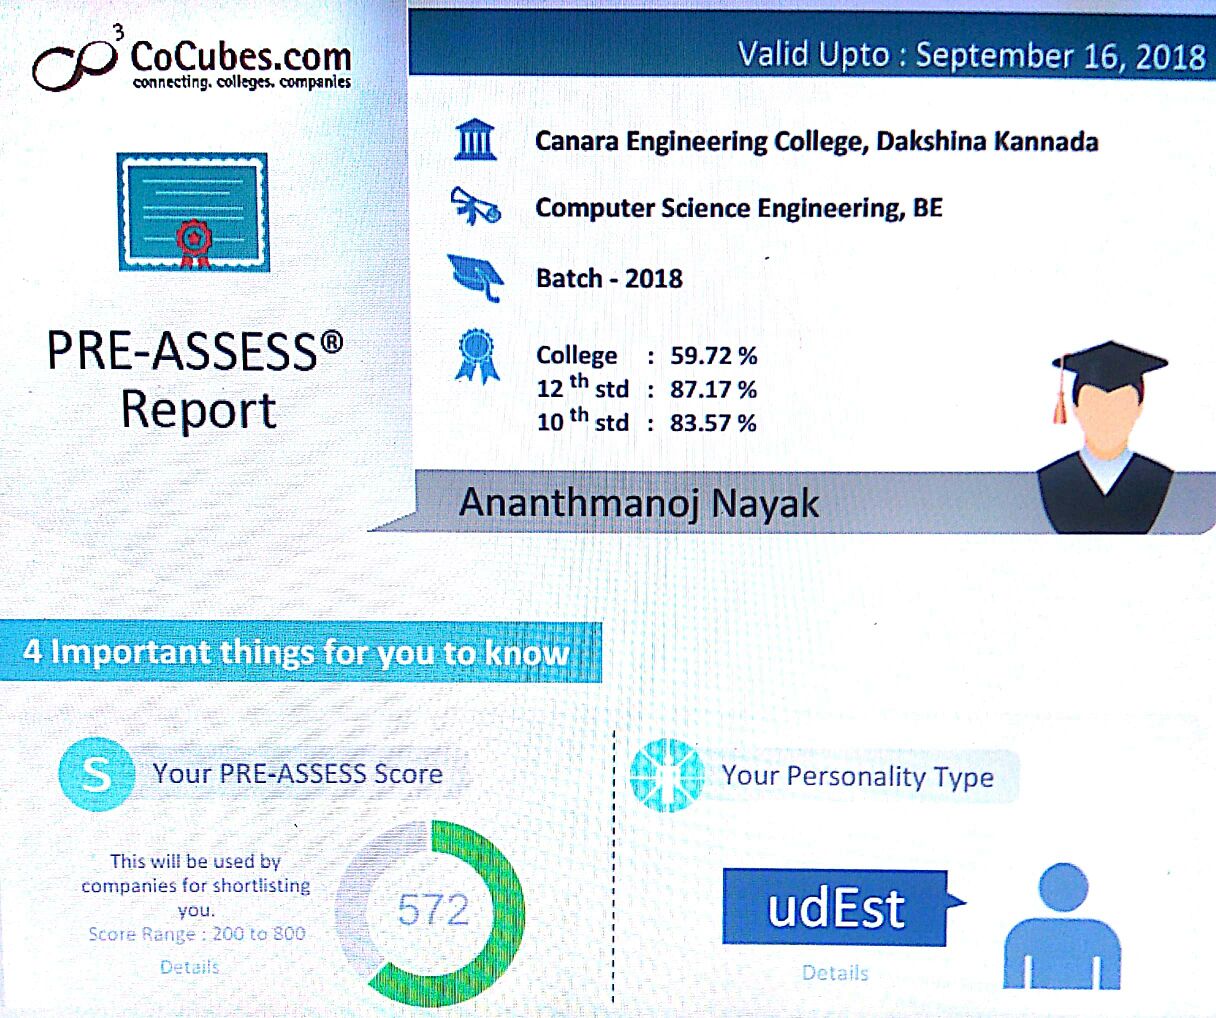 3
CoCubes.com
connecting. colleges. companies
PRE-ASSESS®
Report
Valid Upto : September 16, 2018
Canara Engineering College, Dakshina Kannada
Computer Science Engineering, BE
Batch - 2018
College : 59.72 %
12 th std : 87.17 %
10 th std : 83.57 %
Ananthmanoj Nayak
4 Important things for you to know
S
Your PRE-ASSESS Score
This will be used by
companies for shortlisting
you.
Score Range : 200 to 800
Details
572
Your Personality Type
udEst
Details